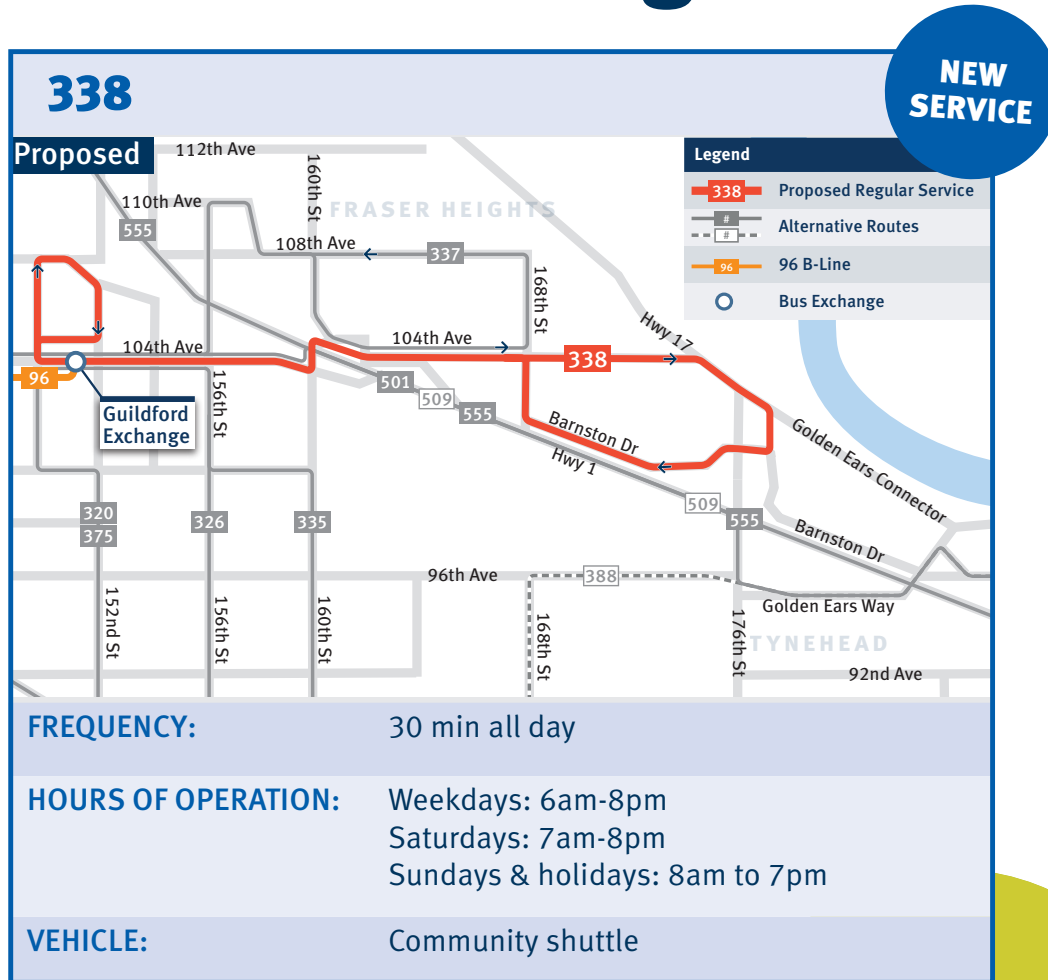 338
NEW
SERVICE
Proposed
112th Ave
Legend
338 Proposed Regular Service
# Alternative Routes
#
96 96 B-Line
Bus Exchange
160th St
110th Ave
FRASER HEIGHTS
555
108th Ave
337
168th St
Hwy 17
104th Ave
104th Ave
338
96
501
509
555
156th St
Guildford
Exchange
Barnston Dr
Hwy 1
Golden Ears Connector
320
375
326
335
509
555
Barnston Dr
96th Ave
388
152nd St
156th St
160th St
168th St
176th St
Golden Ears Way
TYNEHEAD
92nd Ave
FREQUENCY: 30 min all day
HOURS OF OPERATION: Weekdays: 6am-8pm
Saturdays: 7am-8pm
Sundays & holidays: 8am to 7pm
VEHICLE: Community shuttle